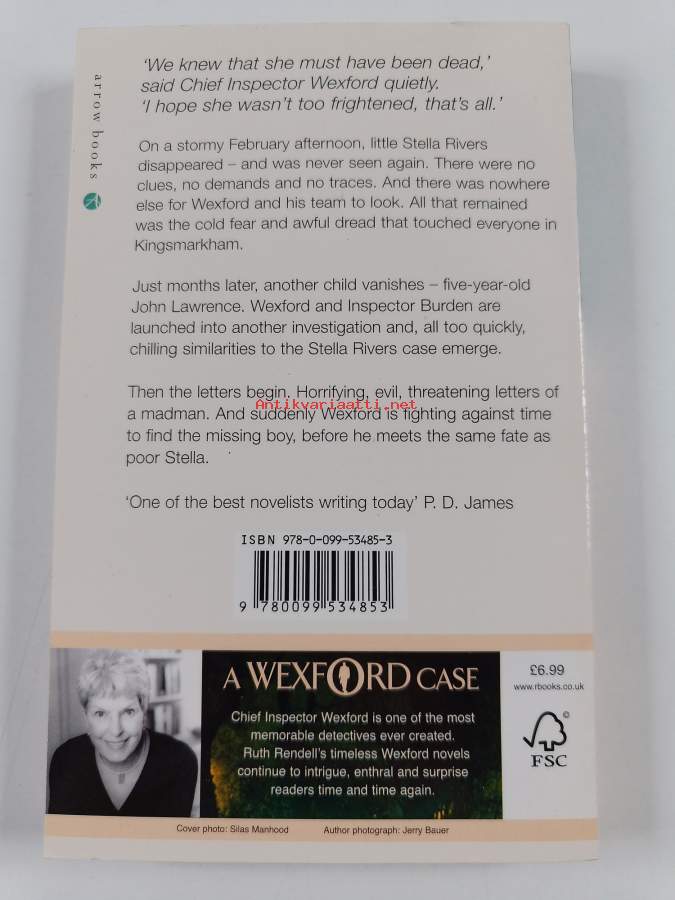 arrow books
‘We knew that she must have been dead,’
said Chief Inspector Wexford quietly.
‘I hope she wasn’t too frightened, that’s all.’
On a stormy February afternoon, little Stella Rivers
disappeared – and was never seen again. There were no
clues, no demands and no traces. And there was nowhere
else for Wexford and his team to look. All that remained
was the cold fear and awful dread that touched everyone in
Kingsmarkham.
Just months later, another child vanishes – five-year-old
John Lawrence. Wexford and Inspector Burden are
launched into another investigation and, all too quickly,
chilling similarities to the Stella Rivers case emerge.
Then the letters begin. Horrifying, evil, threatening letters of
Antikvariaatti.net
a madman. And suddenly Wexford is fighting against time
to find the missing boy, before he meets the same fate as
poor Stella.
‘One of the best novelists writing today’ P. D. James
ISBN 978-0-099-53485-3
9 780099 534853
A WEXFORD CASE
Chief Inspector Wexford is one of the most
memorable detectives ever created.
Ruth Rendell’s timeless Wexford novels
continue to intrigue, enthral and surprise
readers time and time again.
£6.99
www.rbooks.co.uk
©
FSC
Cover photo: Silas Manhood Author photograph: Jerry Bauer